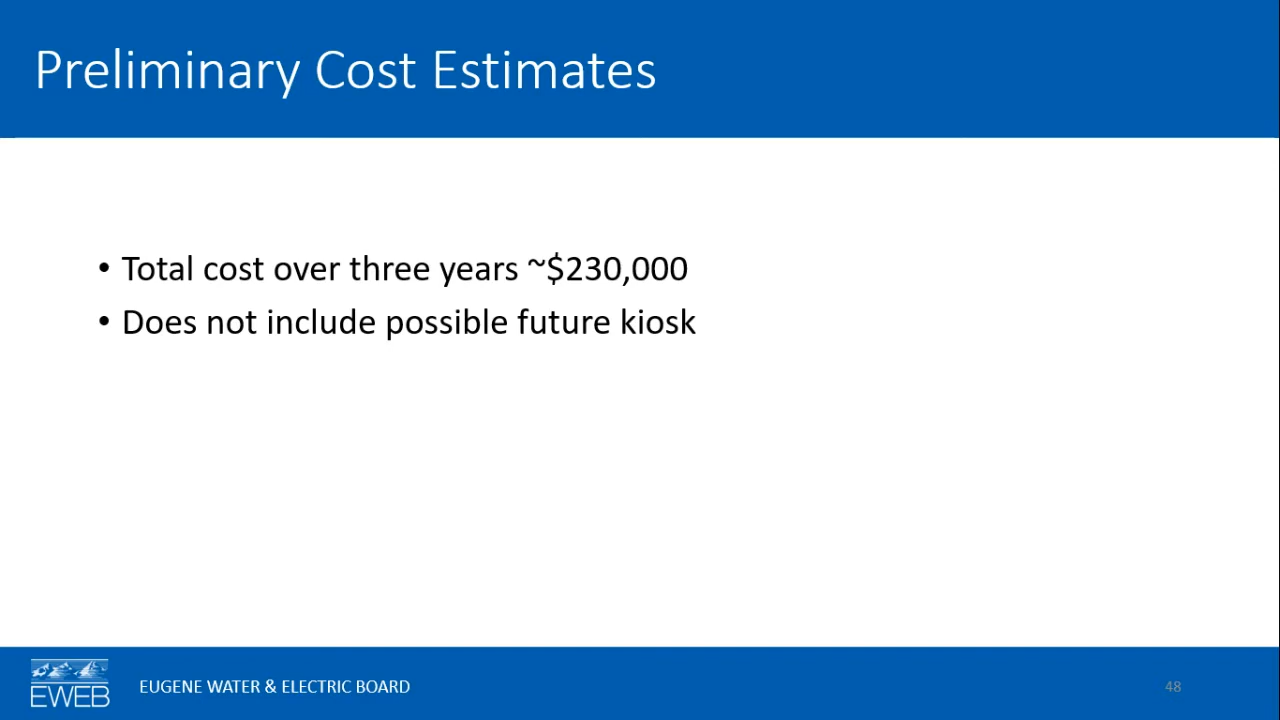 Preliminary Cost Estimates
• Total cost over three years ~$230,000
• Does not include possible future kiosk
EWEB
EUGENE WATER & ELECTRIC BOARD
48